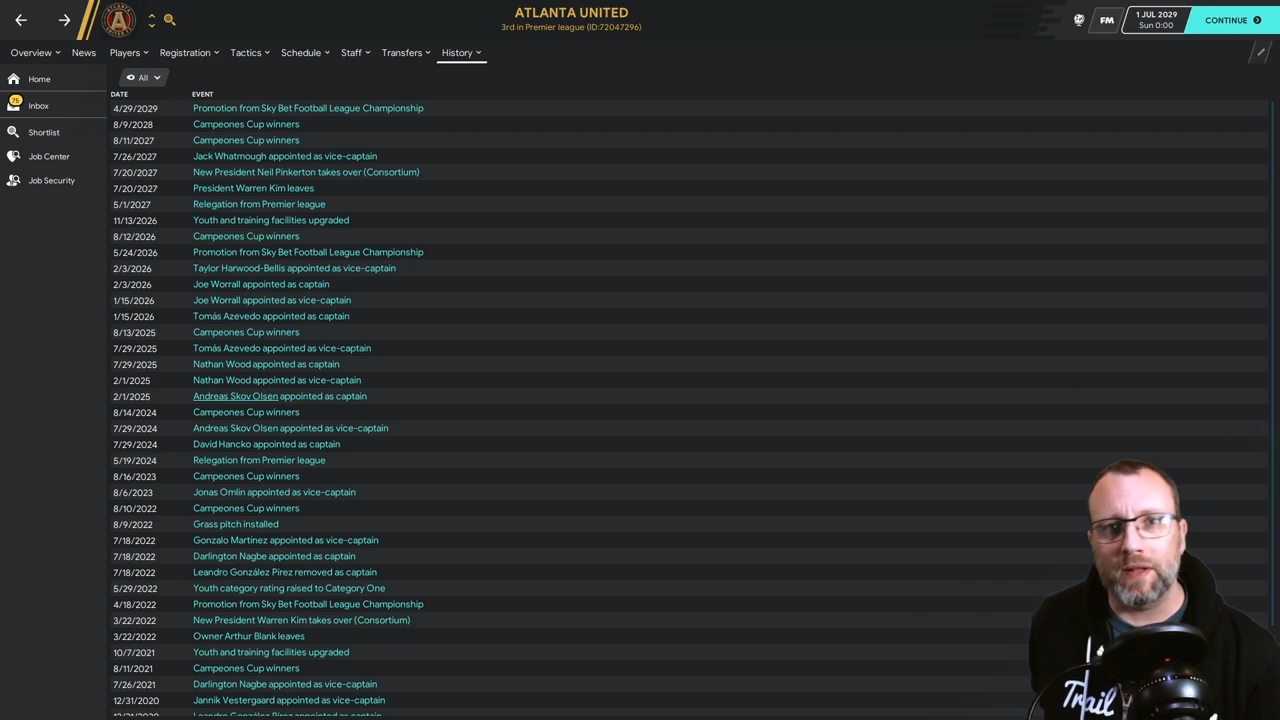 ATLANTA UNITED
3rd in Premier league (ID:72047296)
FM
1 JUL 2029
Sun 0:00
CONTINUE
Overview
News
Players
Registration
Tactics
Schedule
Staff
Transfers
History
Home
75
Inbox
Shortlist
Job Center
Job Security
All
DATE EVENT
4/29/2029 Promotion from Sky Bet Football League Championship
8/9/2028 Campeones Cup winners
8/11/2027 Campeones Cup winners
7/26/2027 Jack Whatmough appointed as vice-captain
7/20/2027 New President Neil Pinkerton takes over (Consortium)
7/20/2027 President Warren Kim leaves
5/1/2027 Relegation from Premier league
11/13/2026 Youth and training facilities upgraded
8/12/2026 Campeones Cup winners
5/24/2026 Promotion from Sky Bet Football League Championship
2/3/2026 Taylor Harwood-Bellis appointed as vice-captain
2/3/2026 Joe Worrall appointed as captain
1/15/2026 Joe Worrall appointed as vice-captain
1/15/2026 Tomás Azevedo appointed as captain
8/13/2025 Campeones Cup winners
7/29/2025 Tomás Azevedo appointed as vice-captain
7/29/2025 Nathan Wood appointed as captain
2/1/2025 Nathan Wood appointed as vice-captain
2/1/2025 Andreas Skov Olsen appointed as captain
8/14/2024 Campeones Cup winners
7/29/2024 Andreas Skov Olsen appointed as vice-captain
7/29/2024 David Hancko appointed as captain
5/19/2024 Relegation from Premier league
8/16/2023 Campeones Cup winners
8/6/2023 Jonas Omlin appointed as vice-captain
8/10/2022 Campeones Cup winners
8/9/2022 Grass pitch installed
7/18/2022 Gonzalo Martínez appointed as vice-captain
7/18/2022 Darlington Nagbe appointed as captain
7/18/2022 Leandro González Pírez removed as captain
5/29/2022 Youth category rating raised to Category One
4/18/2022 Promotion from Sky Bet Football League Championship
3/22/2022 New President Warren Kim takes over (Consortium)
3/22/2022 Owner Arthur Blank leaves
10/7/2021 Youth and training facilities upgraded
8/11/2021 Campeones Cup winners
7/26/2021 Darlington Nagbe appointed as vice-captain
12/31/2020 Jannik Vestergaard appointed as vice-captain
12/31/2020 Leandro González Pírez appointed as captain
Trail